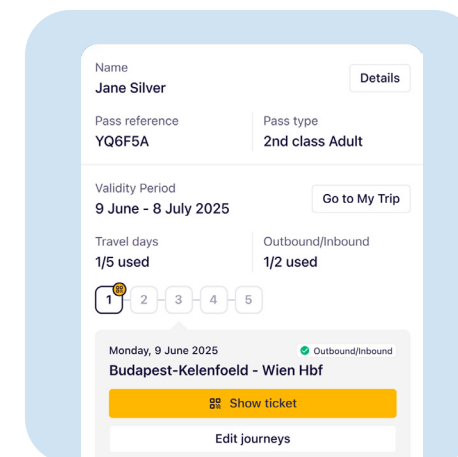 Name
Jane Silver
Details
Pass reference
Pass type
YQ6F5A
2nd class Adult
Validity Period
9 June - 8 July 2025
Go to My Trip
Travel days
Outbound/Inbound
1/5 used
1/2 used
1 2 3 4 5
Monday, 9 June 2025
Outbound/Inbound
Budapest-Kelenfoeld - Wien Hbf
Show ticket
Edit journeys